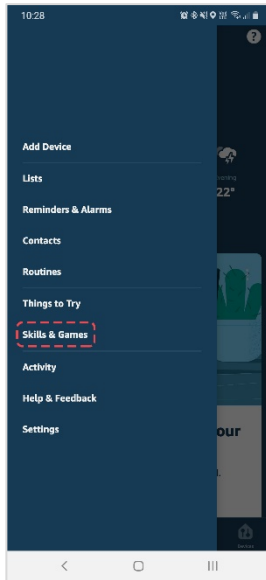 10:28
?
Add Device
Lists
22°
Reminders & Alarms
Contacts
Routines
Things to Try
Skills & Games
Activity
Help & Feedback
Settings
our
Devices